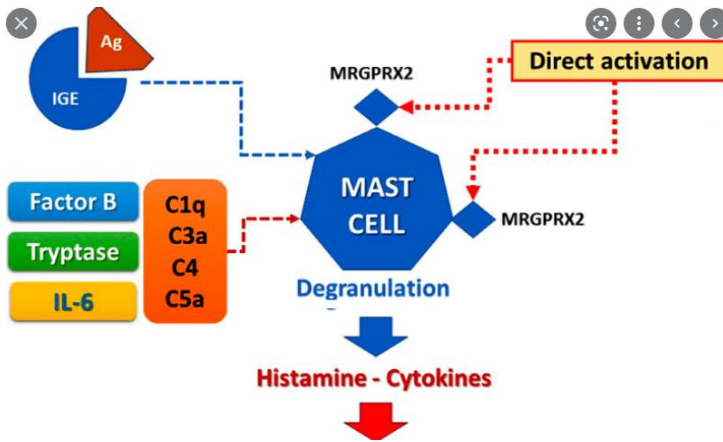 Ag
IGE
MRGPRX2
Direct activation
Factor B
Tryptase
IL-6
C1q
C3a
C4
C5a
MAST
CELL
MRGPRX2
Degranulation
Histamine - Cytokines